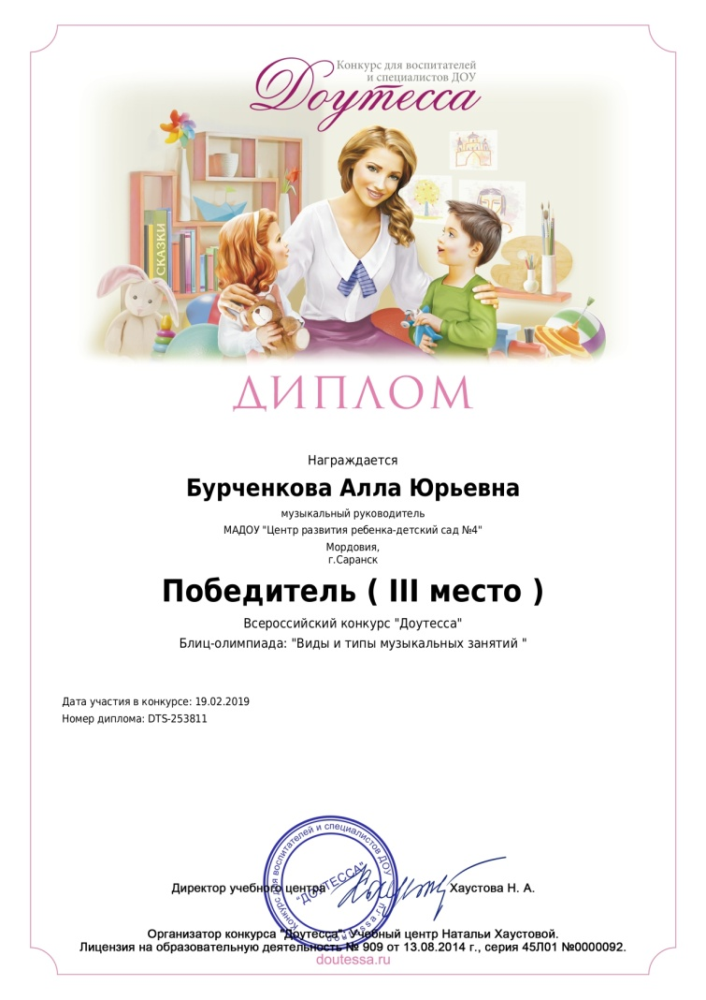 Конкурс для воспитателей
и специалистов ДОУ
Доутесса
СКАЗКИ
ДИПЛОМ
Награждается
Бурченкова Алла Юрьевна
музыкальный руководитель
МАДОУ "Центр развития ребенка-детский сад №4"
Мордовия,
г.Саранск
Победитель ( III место )
Всероссийский конкурс "Доутесса"
Блиц-олимпиада: "Виды и типы музыкальных занятий "
Дата участия в конкурсе: 19.02.2019
Номер диплома: DTS-253811
Конкурс для воспитателей и специалистов ДОУ
"ДОУТЕССА"
doutessa.ru
Директор учебного центра
Хаустова Н. А.
Организатор конкурса "Доутесса": Учебный центр Натальи Хаустовой.
Лицензия на образовательную деятельность № 909 от 13.08.2014 г., серия 45Л01 №0000092.
doutessa.ru